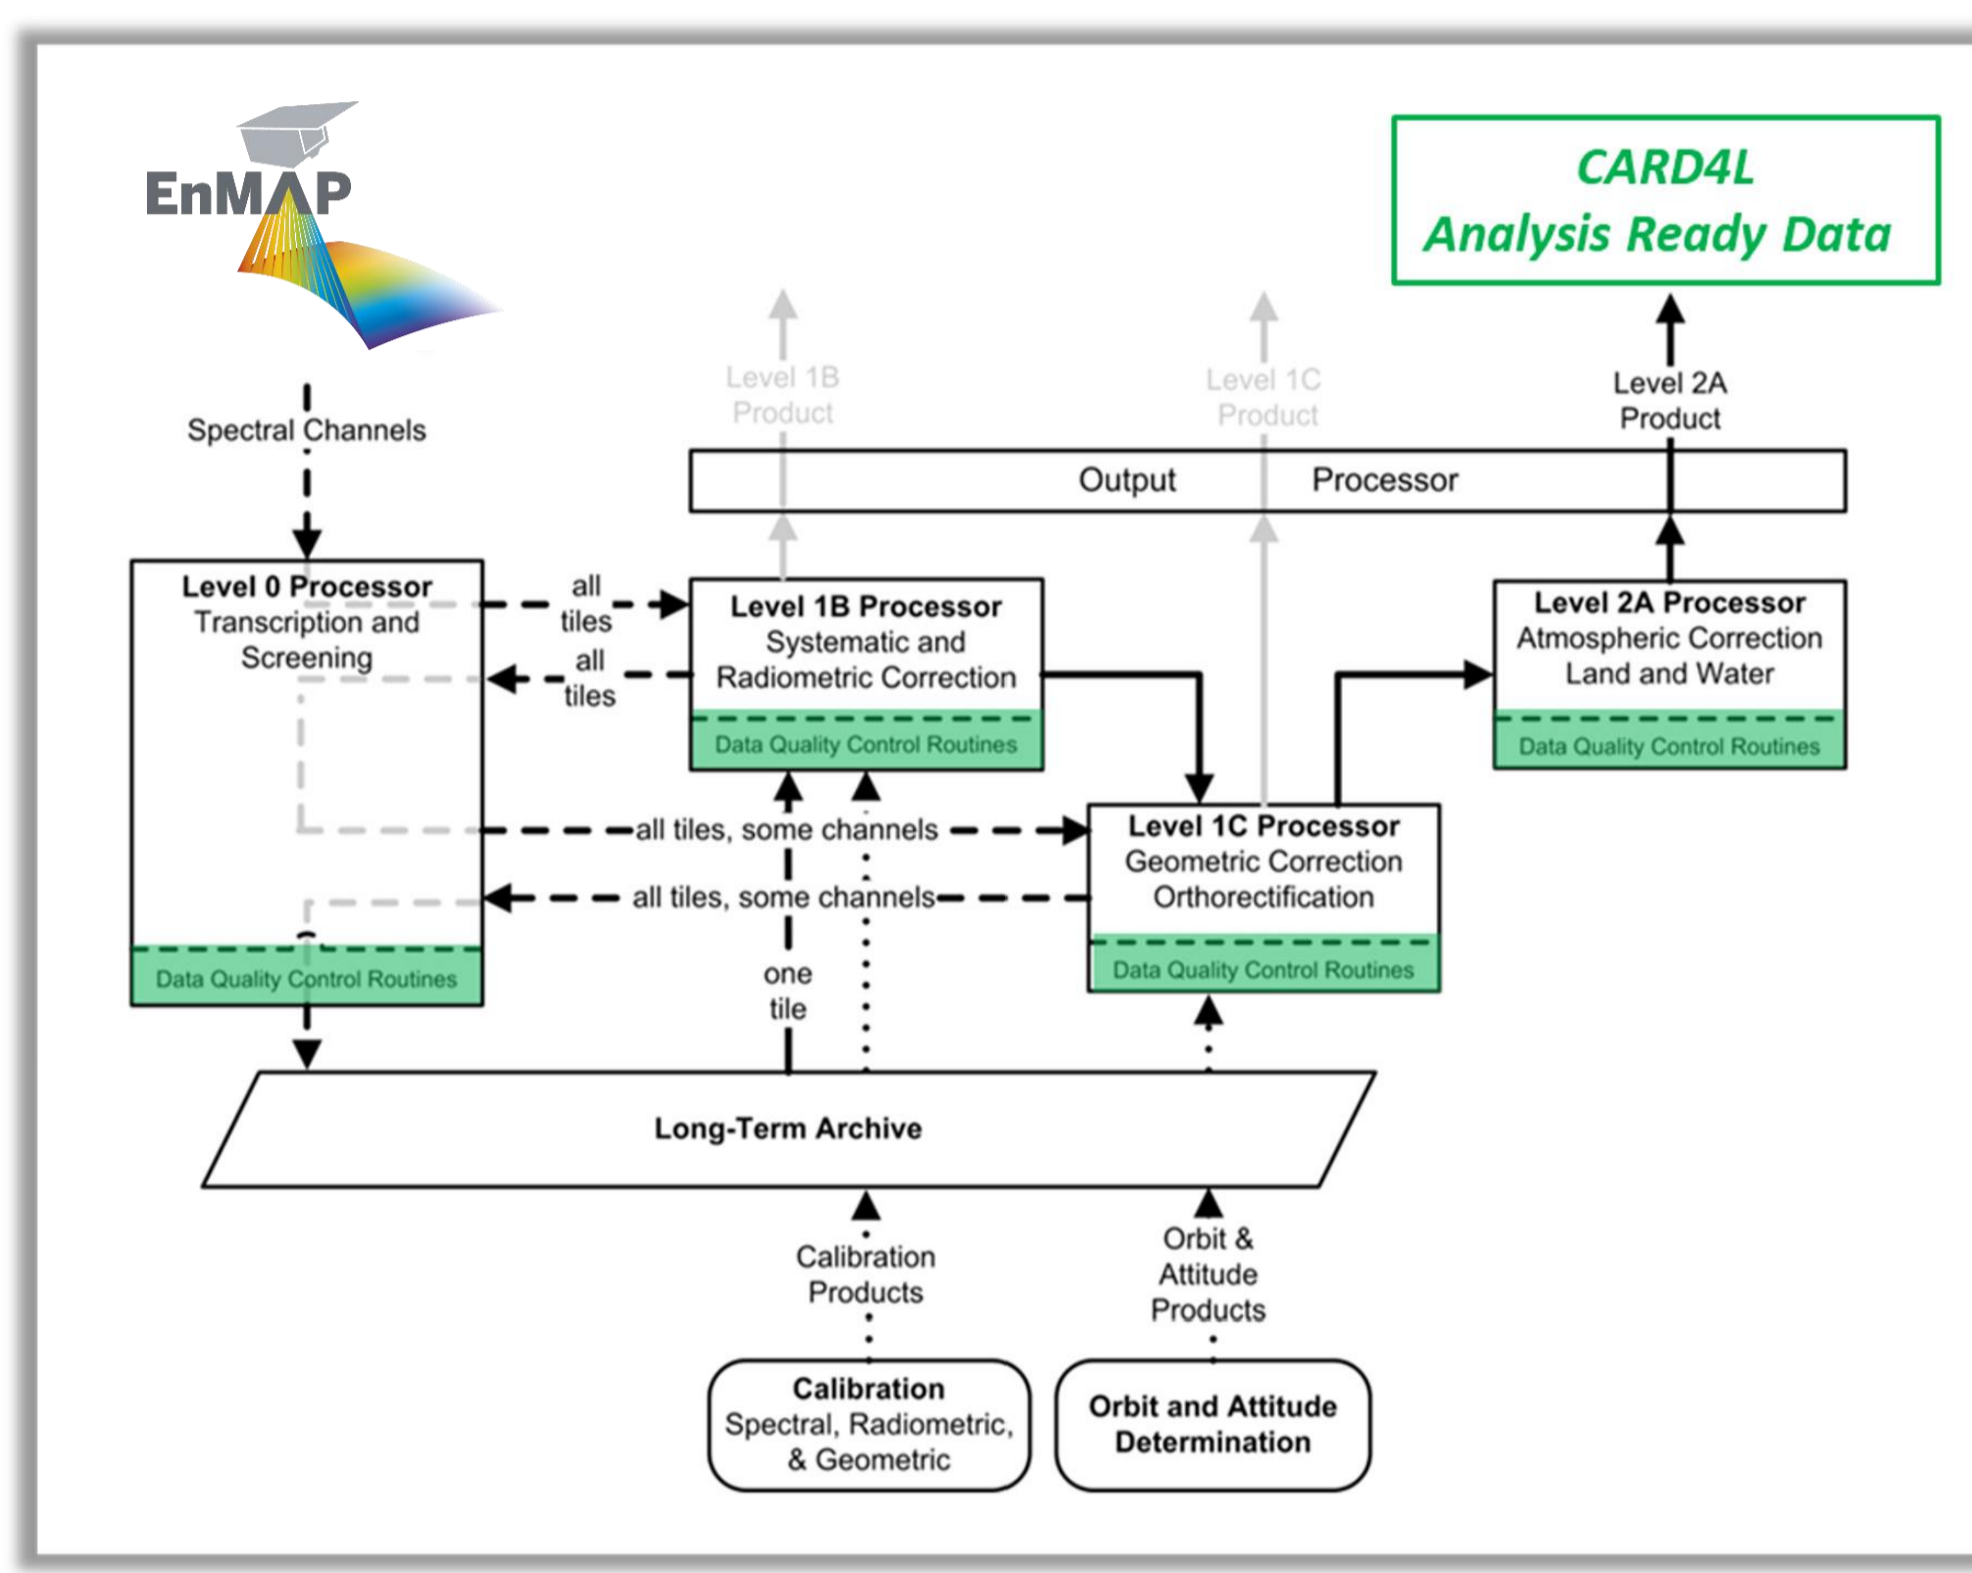 EnMAP
CARD4L
Analysis Ready Data
Level 1B
Product
Level 1C
Product
Level 2A
Product
Spectral Channels
Output Processor
Level 0 Processor
Transcription and
Screening
all
tiles
all
tiles
Level 1B Processor
Systematic and
Radiometric Correction
Data Quality Control Routines
Level 2A Processor
Atmospheric Correction
Land and Water
Data Quality Control Routines
all tiles, some channels
all tiles, some channels
Level 1C Processor
Geometric Correction
Orthorectification
Data Quality Control Routines
Data Quality Control Routines
one
tile
Long-Term Archive
Calibration
Products
Orbit &
Attitude
Products
Calibration
Spectral, Radiometric,
& Geometric
Orbit and Attitude
Determination